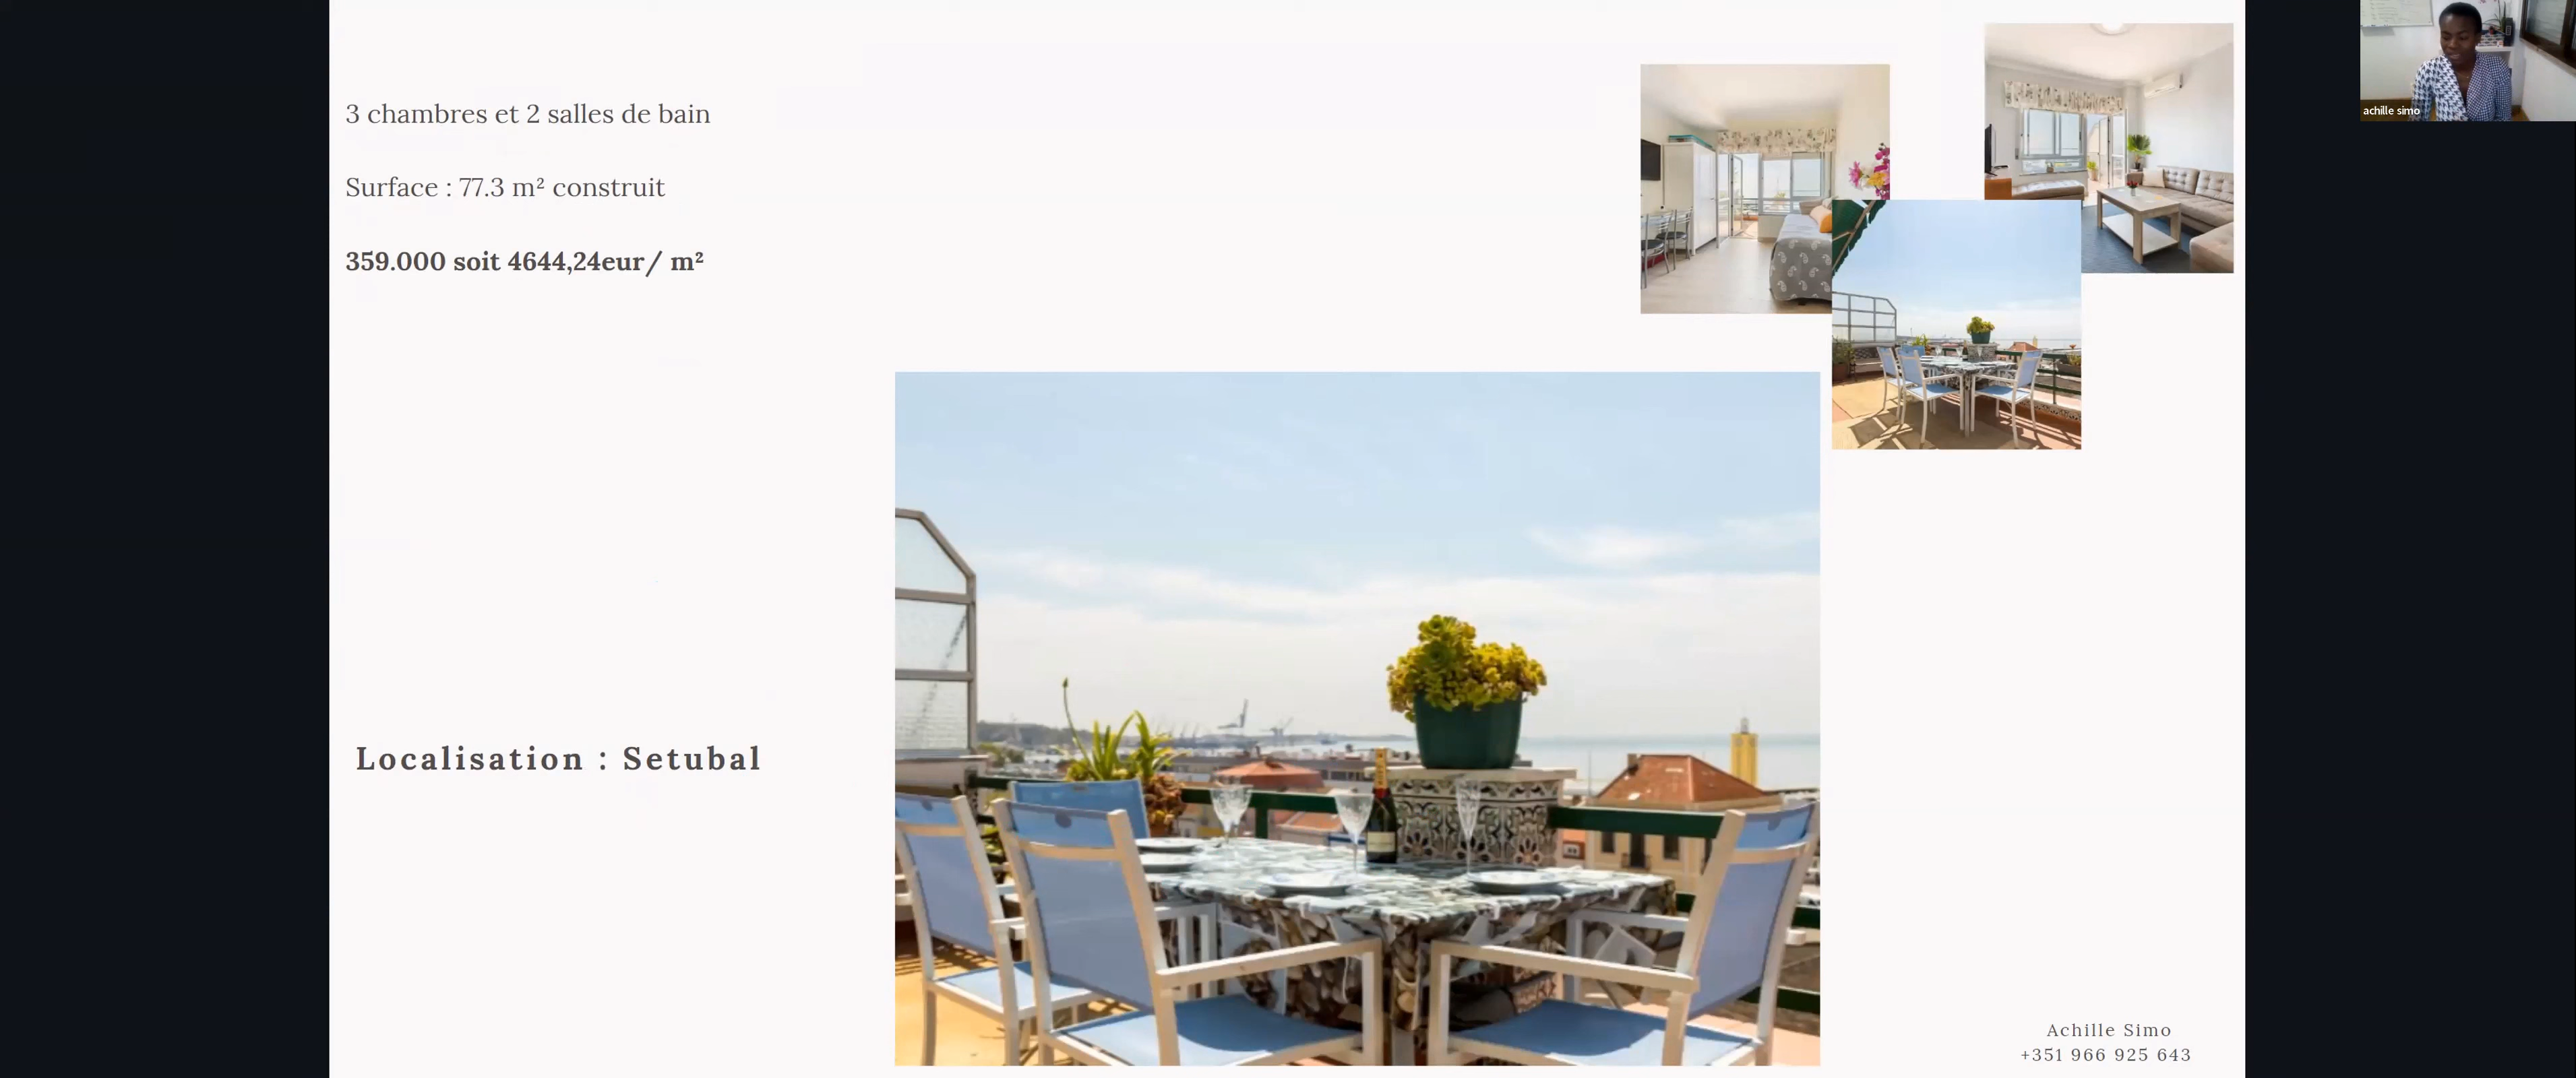 3 chambres et 2 salles de bain
Surface : 77.3 m² construit
359.000 soit 4644,24eur/ m²
Localisation : Setubal
Achille Simo
+351 966 925 643
achille simo